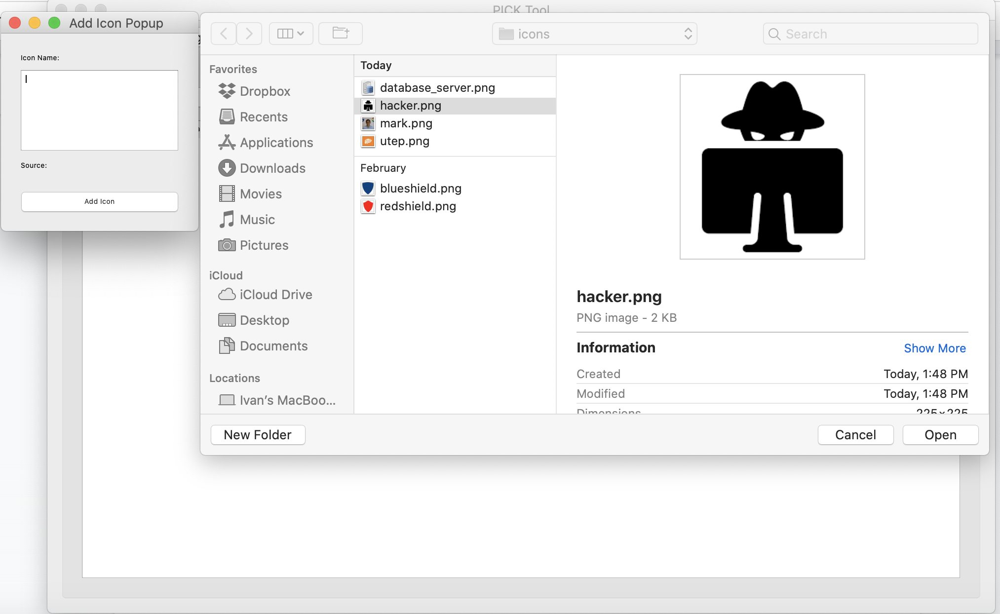 PICK Tool
Add Icon Popup
Icon Name:
Source:
Add Icon
icons
Search
Favorites
Dropbox
Recents
Applications
Downloads
Movies
Music
Pictures
iCloud
iCloud Drive
Desktop
Documents
Locations
Ivan’s MacBoo...
Today
database_server.png
hacker.png
mark.png
utep.png
February
blueshield.png
redshield.png
hacker.png
PNG image - 2 KB
Information
Show More
Created
Today, 1:48 PM
Modified
Today, 1:48 PM
Dimensions
225×225
New Folder
Cancel
Open